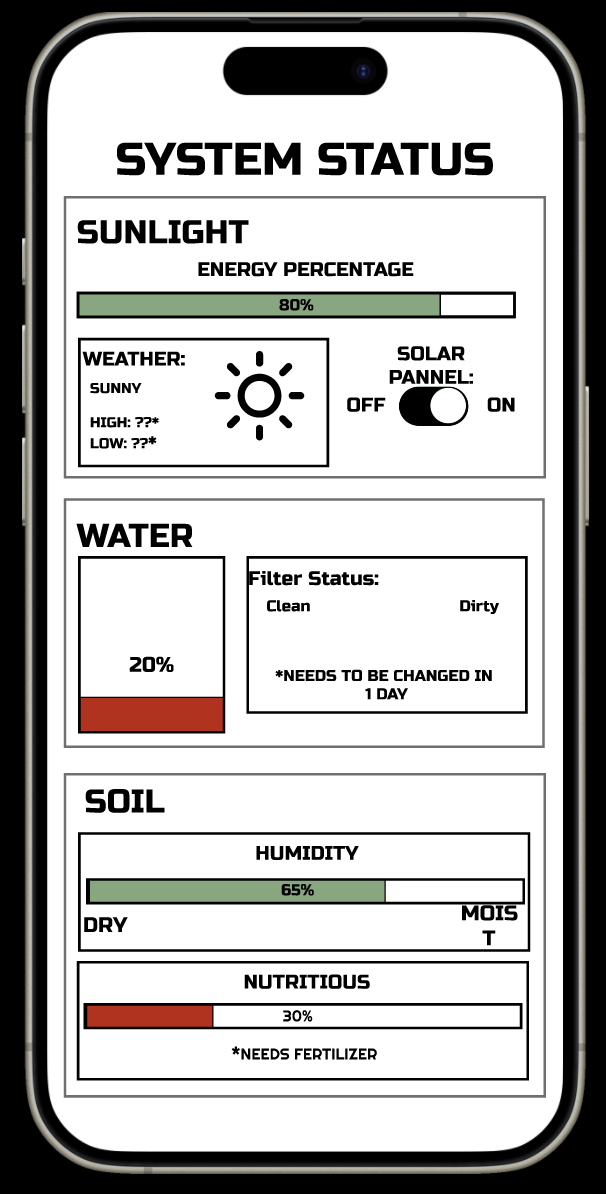 SYSTEM STATUS
SUNLIGHT
ENERGY PERCENTAGE
80%
WEATHER:
SUNNY
HIGH: ??*
LOW: ??*
SOLAR
PANNEL:
OFF
ON
WATER
20%
Filter Status:
Clean
Dirty
*NEEDS TO BE CHANGED IN
1 DAY
SOIL
HUMIDITY
65%
DRY
MOIS
T
NUTRITIOUS
30%
*NEEDS FERTILIZER